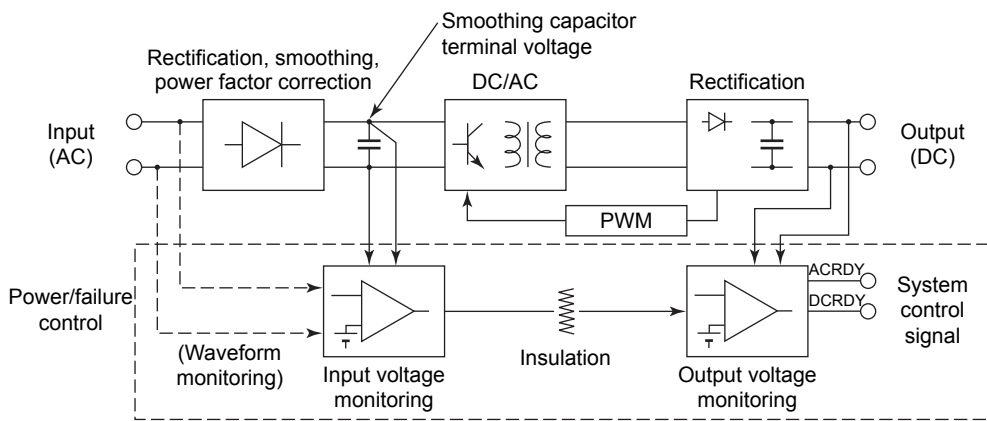 Smoothing capacitor
terminal voltage
Rectification, smoothing,
power factor correction
DC/AC
Rectification
Input
(AC)
Output
(DC)
PWM
Power/failure
control
ACRDY
DCRDY
System
control
signal
(Waveform
monitoring)
Input voltage
monitoring
Insulation
Output voltage
monitoring